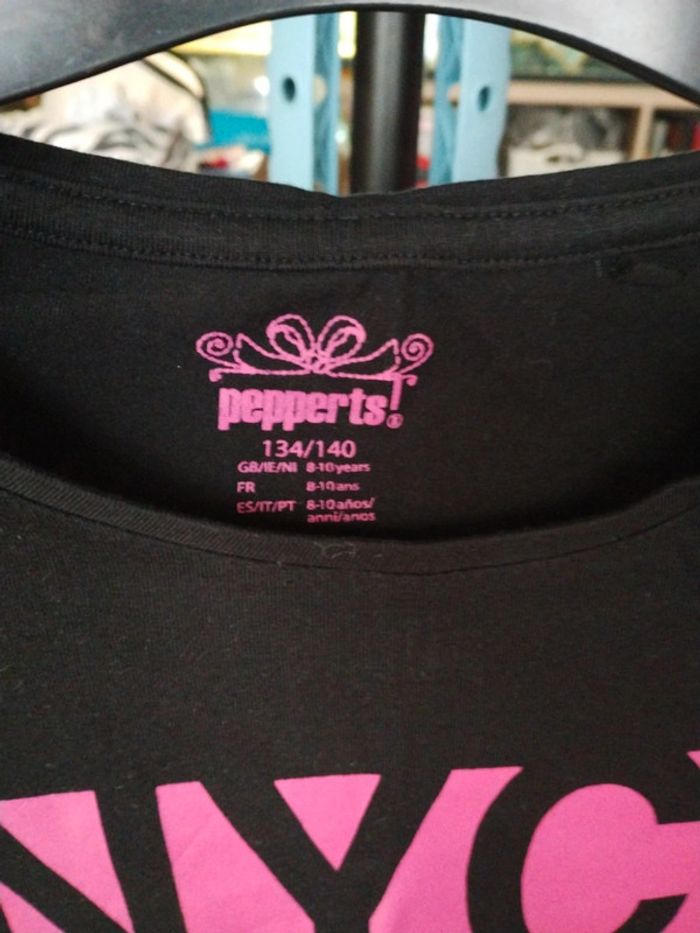 pepperts!®
134/140
GB/IE/NI 8-10 years
FR 8-10 ans
ES/IT/PT 8-10 años/
anni/anos
NYC